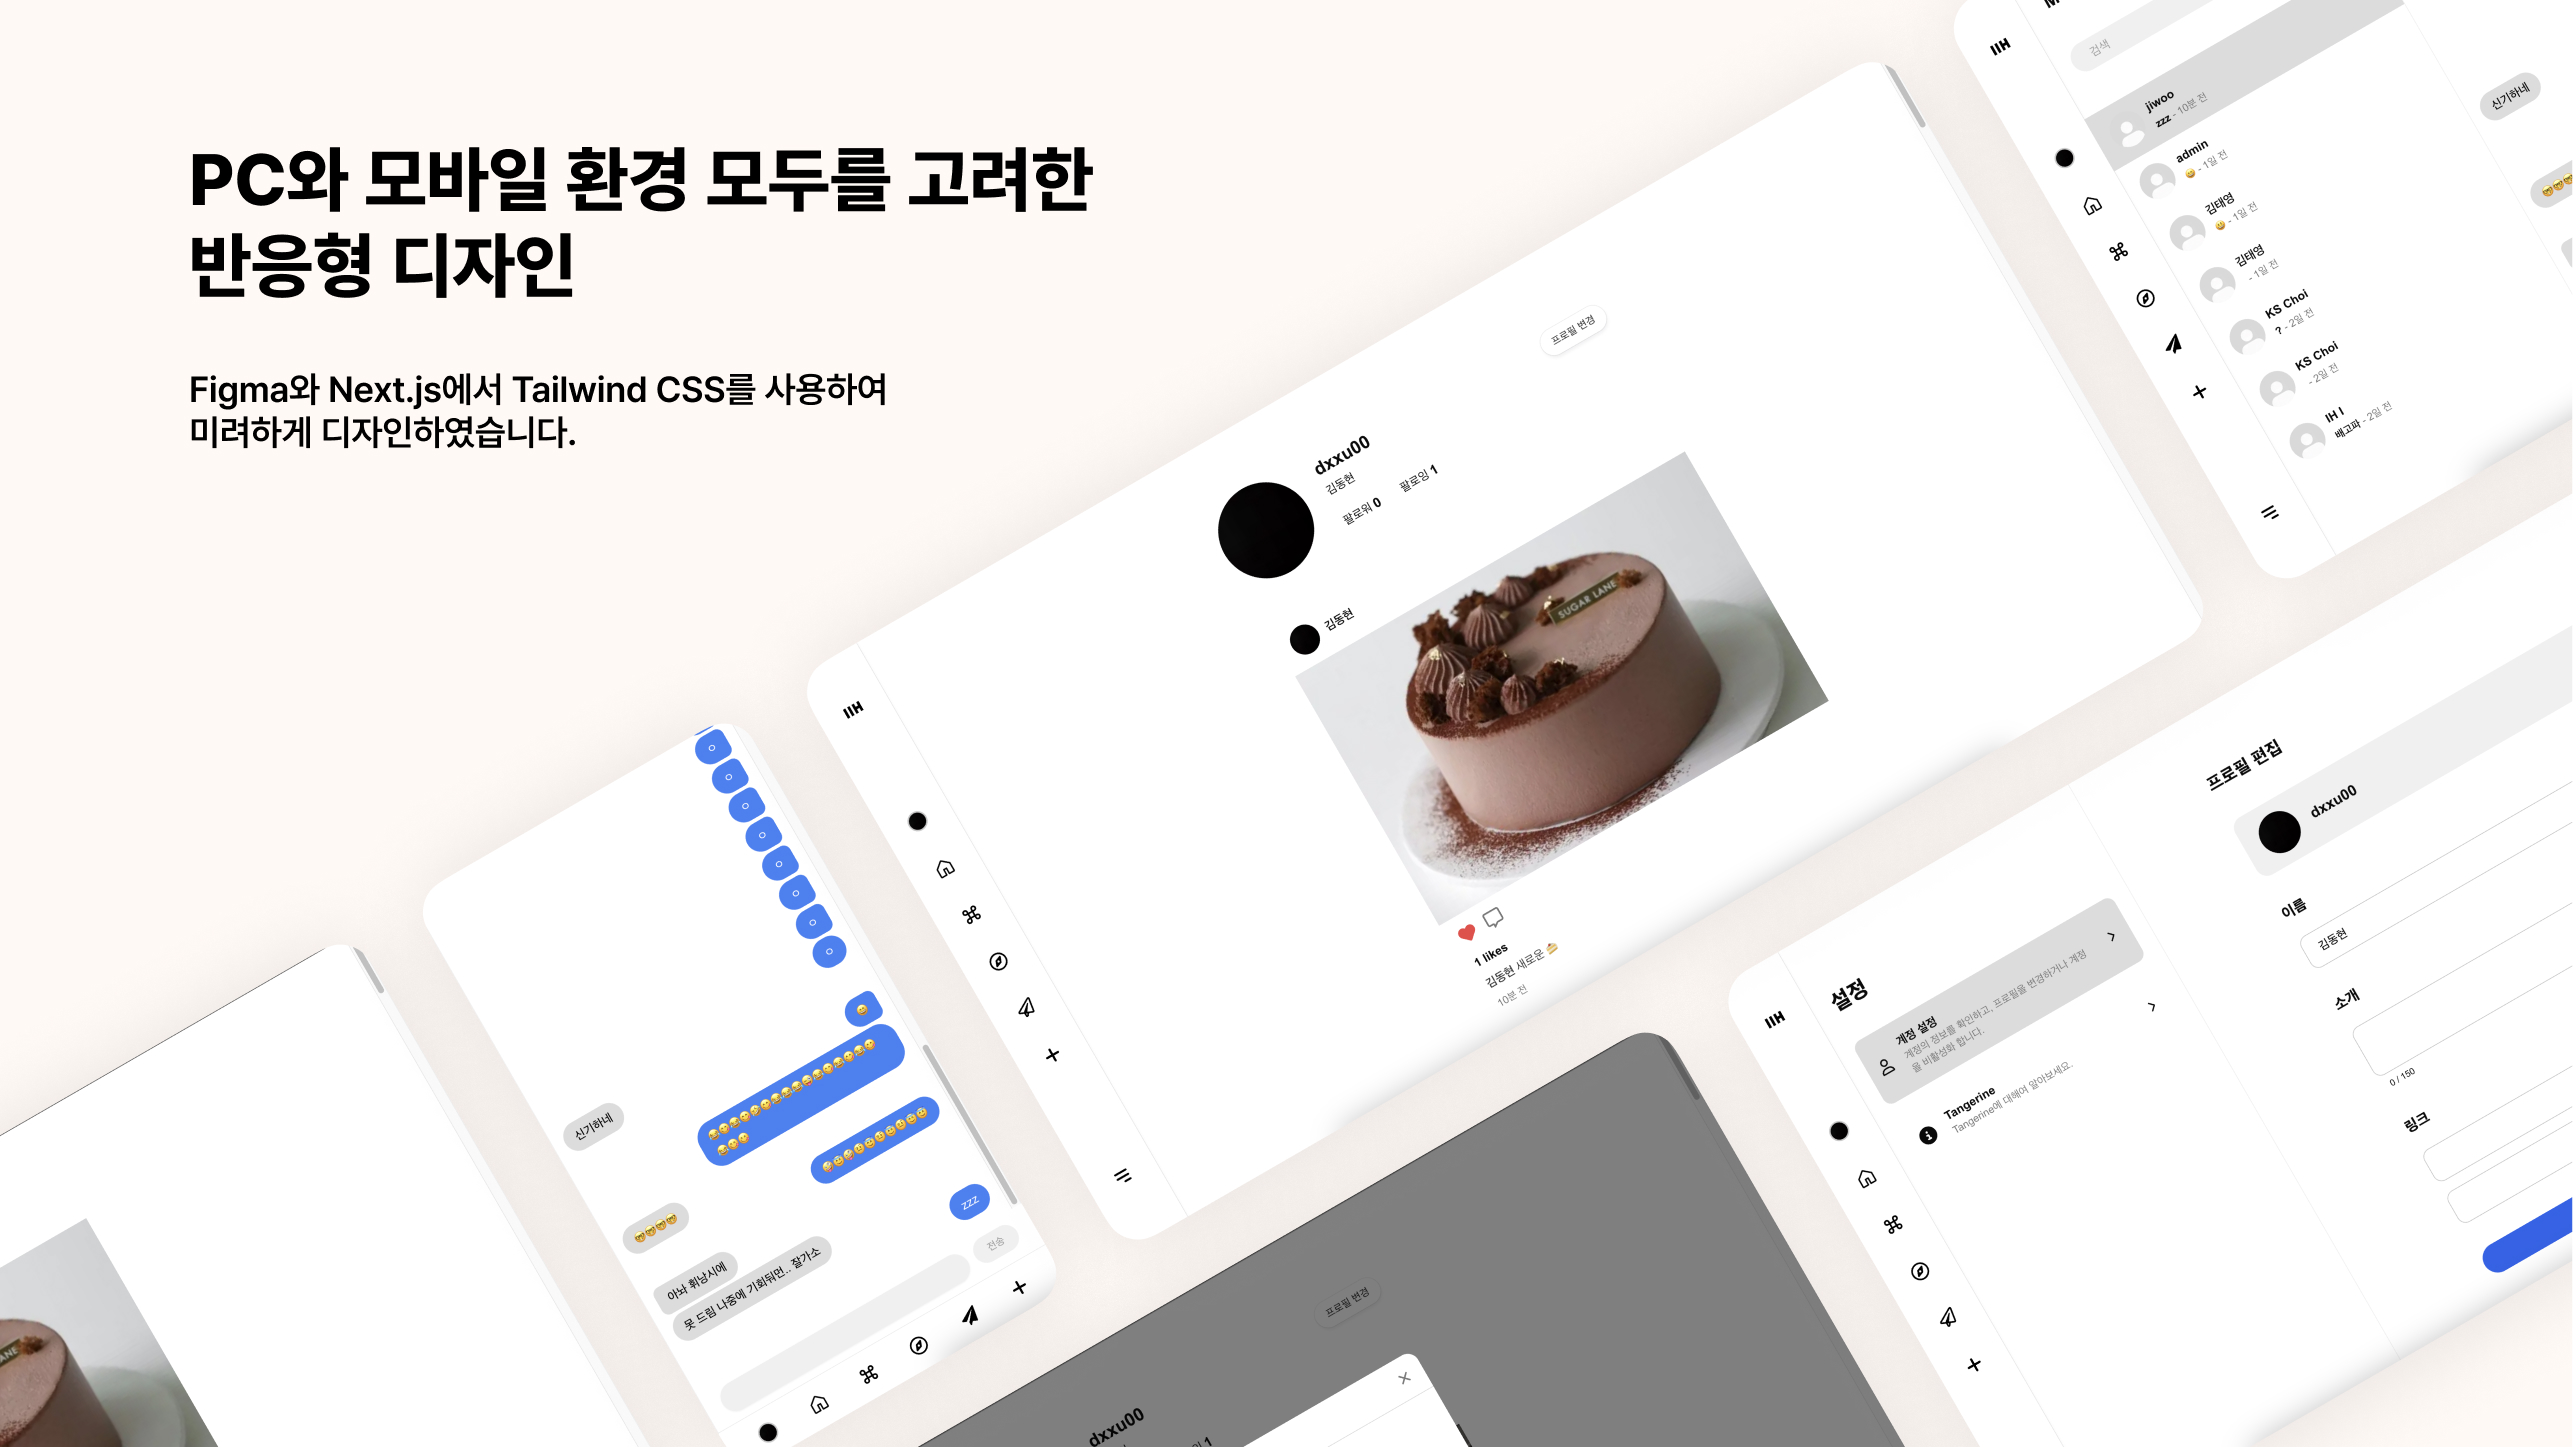 PC와 모바일 환경 모두를 고려한
반응형 디자인
Figma와 Next.js에서 Tailwind CSS를 사용하여
미려하게 디자인하였습니다.
검색
jiwoo
zzz - 10분 전
admin
😀 - 1일 전
김태영
😀 - 1일 전
김태영
- 1일 전
KS Choi
? - 2일 전
KS Choi
- 2일 전
IH I
배고파 - 2일 전
신기하네
프로필 변경
dxxu00
김동현
팔로워 0 팔로잉 1
김동현
SUGAR LANE
1 likes
김동현 새로운 🍰
10분 전
IIH
ㅇ
ㅇ
ㅇ
ㅇ
ㅇ
ㅇ
ㅇ
ㅇ
신기하네
zzz
아놔 휘낭시에
못 드림 나중에 기회둬먼.. 잘가소
전송
프로필 변경
dxxu00
IIH
설정
계정 설정
계정의 정보를 확인하고, 프로필을 변경하거나 계정
을 비활성화 합니다.
Tangerine
Tangerine에 대해여 알아보세요.
프로필 편집
dxxu00
이름
김동현
소개
0 / 150
링크
IIH